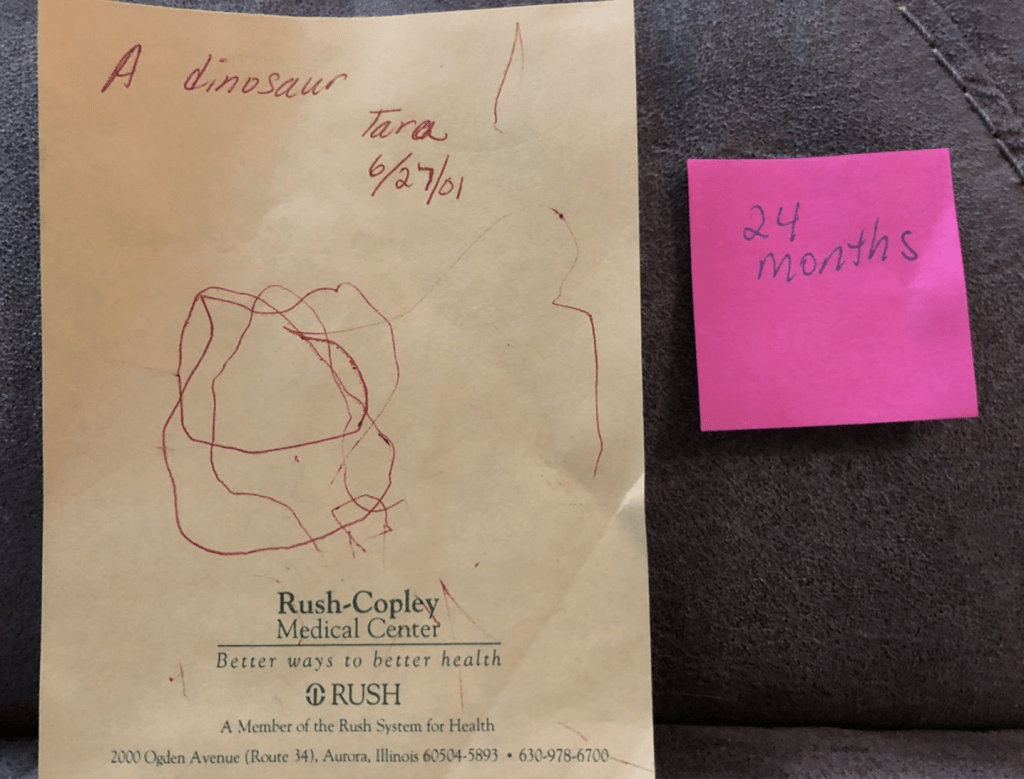 A dinosaur
Tara
6/27/01
24
months
Rush-Copley
Medical Center
Better ways to better health
RUSH
A Member of the Rush System for Health
2000 Ogden Avenue (Route 34), Aurora, Illinois 60504-5893 • 630-978-6700